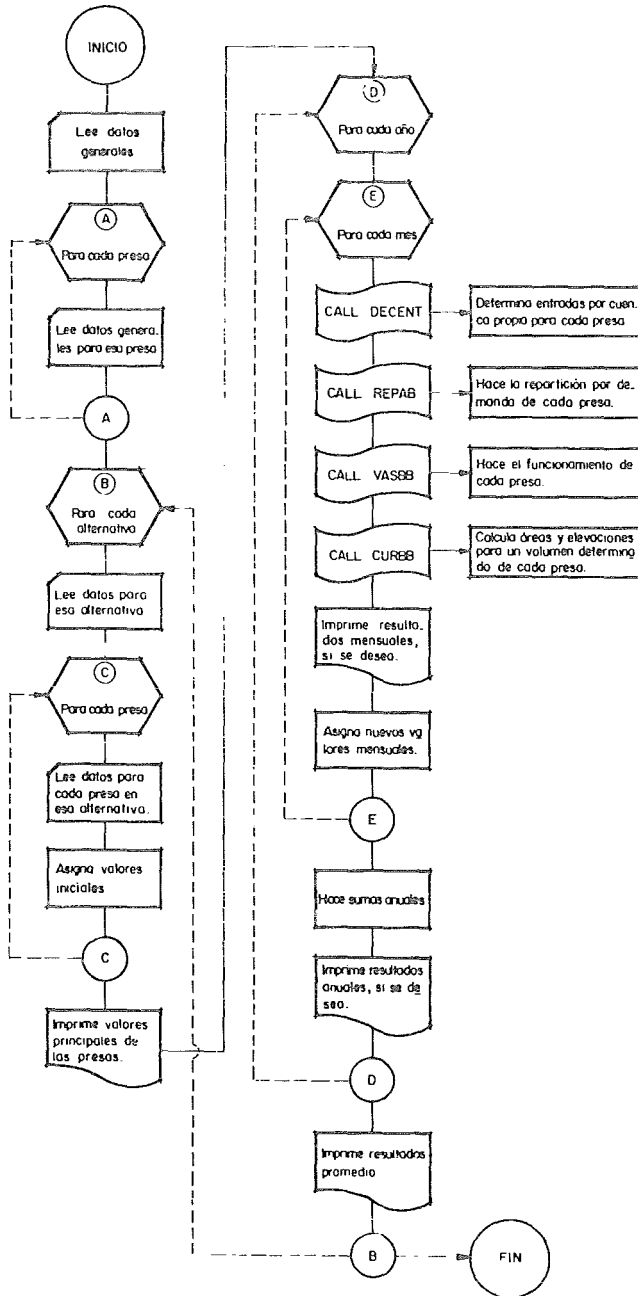 INICIO
Lee datos
generales
A
Para cada presa
Lee datos genera_
les para esa presa
A
B
Para cada
alternativa
Lee datos para
esa alternativa
C
Para cada presa
Lee datos para
cada presa en
esa alternativa.
Asigna valores
iniciales
C
Imprime valores
principales de
las presas.
D
Para cada año
E
Para cada mes
CALL DECENT
Determina entradas por cuen_
ca propia para cada presa
CALL REPAB
Hace la repartición por de_
manda de cada presa.
CALL VASBB
Hace el funcionamiento de
cada presa.
CALL CURBB
Calcula áreas y elevaciones
para un volumen determina
do de cada presa.
Imprime resulta_
dos mensuales,
si se desea.
Asigna nuevos va
lores mensuales.
E
Hace sumas anuales
Imprime resultados
anuales, si se de
sea.
D
Imprime resultados
promedio
B
FIN